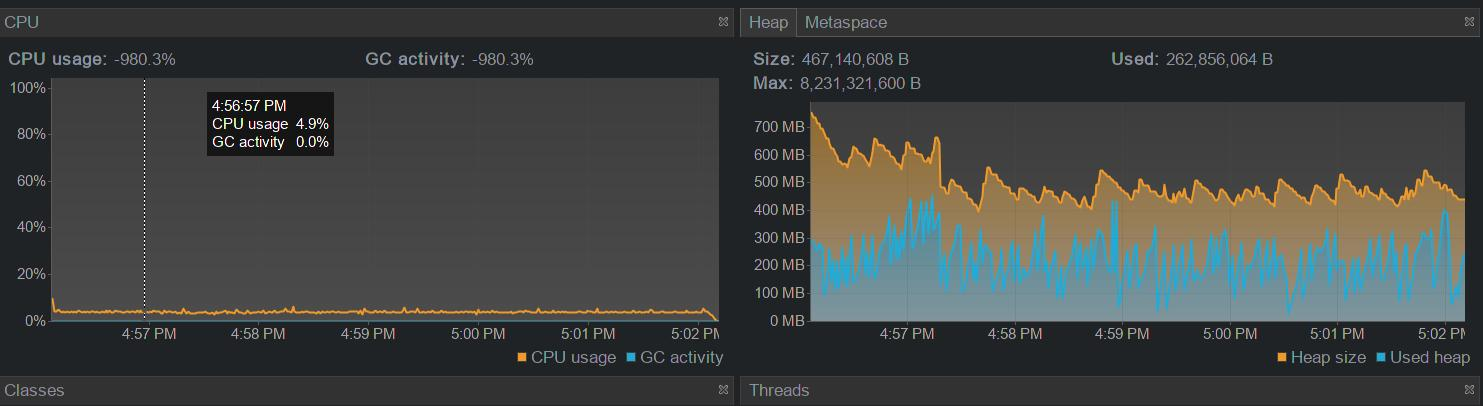 CPU
CPU usage: -980.3% GC activity: -980.3%
100%
80%
60%
40%
20%
0%
4:56:57 PM
CPU usage 4.9%
GC activity 0.0%
4:57 PM 4:58 PM 4:59 PM 5:00 PM 5:01 PM 5:02 PM
CPU usage GC activity
Heap Metaspace
Size: 467,140,608 B Used: 262,856,064 B
Max: 8,231,321,600 B
700 MB
600 MB
500 MB
400 MB
300 MB
200 MB
100 MB
0 MB
4:57 PM 4:58 PM 4:59 PM 5:00 PM 5:01 PM 5:02 PM
Heap size Used heap
Classes
Threads